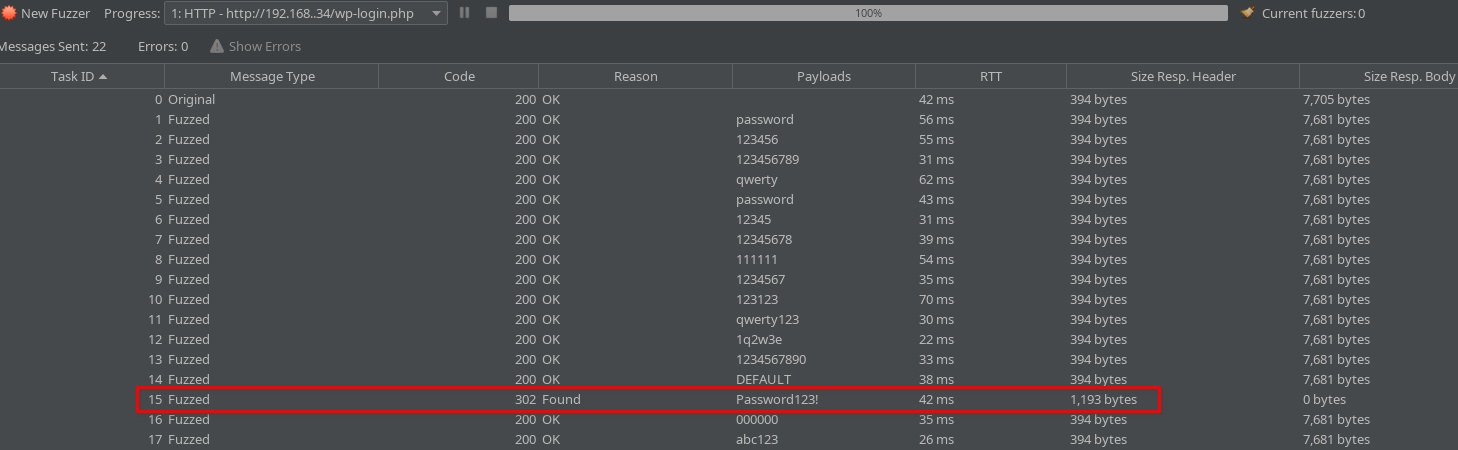 New Fuzzer Progress: 1: HTTP - http://192.168..34/wp-login.php 100% Current fuzzers: 0
Messages Sent: 22 Errors: 0 Show Errors
Task ID Message Type Code Reason Payloads RTT Size Resp. Header Size Resp. Body
0 Original 200 OK 42 ms 394 bytes 7,705 bytes
1 Fuzzed 200 OK password 56 ms 394 bytes 7,681 bytes
2 Fuzzed 200 OK 123456 55 ms 394 bytes 7,681 bytes
3 Fuzzed 200 OK 123456789 31 ms 394 bytes 7,681 bytes
4 Fuzzed 200 OK qwerty 62 ms 394 bytes 7,681 bytes
5 Fuzzed 200 OK password 43 ms 394 bytes 7,681 bytes
6 Fuzzed 200 OK 12345 31 ms 394 bytes 7,681 bytes
7 Fuzzed 200 OK 12345678 39 ms 394 bytes 7,681 bytes
8 Fuzzed 200 OK 111111 54 ms 394 bytes 7,681 bytes
9 Fuzzed 200 OK 1234567 35 ms 394 bytes 7,681 bytes
10 Fuzzed 200 OK 123123 70 ms 394 bytes 7,681 bytes
11 Fuzzed 200 OK qwerty123 30 ms 394 bytes 7,681 bytes
12 Fuzzed 200 OK 1q2w3e 22 ms 394 bytes 7,681 bytes
13 Fuzzed 200 OK 1234567890 33 ms 394 bytes 7,681 bytes
14 Fuzzed 200 OK DEFAULT 38 ms 394 bytes 7,681 bytes
15 Fuzzed 302 Found Password123! 42 ms 1,193 bytes 0 bytes
16 Fuzzed 200 OK 000000 35 ms 394 bytes 7,681 bytes
17 Fuzzed 200 OK abc123 26 ms 394 bytes 7,681 bytes